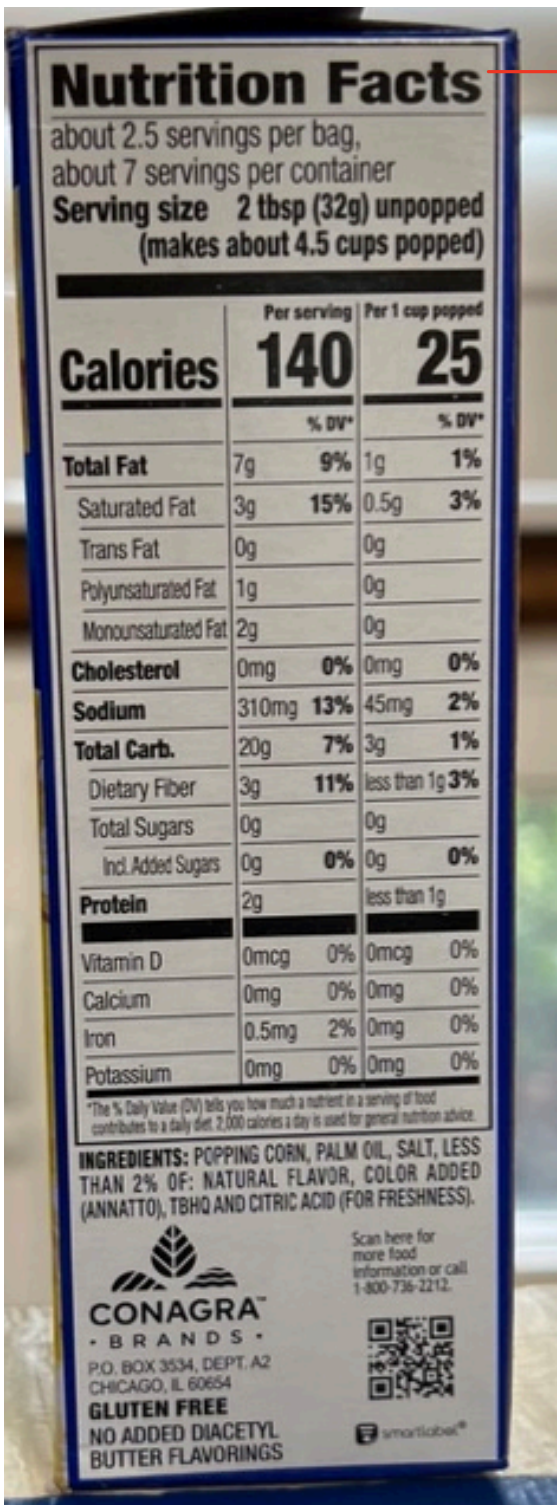 Nutrition Facts
about 2.5 servings per bag,
about 7 servings per container
Serving size 2 tbsp (32g) unpopped
(makes about 4.5 cups popped)
Per serving Per 1 cup popped
Calories 140 25
% DV* % DV*
Total Fat 7g 9% 1g 1%
Saturated Fat 3g 15% 0.5g 3%
Trans Fat 0g 0g
Polyunsaturated Fat 1g 0g
Monounsaturated Fat 2g 0g
Cholesterol 0mg 0% 0mg 0%
Sodium 310mg 13% 45mg 2%
Total Carb. 20g 7% 3g 1%
Dietary Fiber 3g 11% less than 1g 3%
Total Sugars 0g 0g
Incl. Added Sugars 0g 0% 0g 0%
Protein 2g less than 1g
Vitamin D 0mcg 0% 0mcg 0%
Calcium 0mg 0% 0mg 0%
Iron 0.5mg 2% 0mg 0%
Potassium 0mg 0% 0mg 0%
*The % Daily Value (DV) tells you how much a nutrient in a serving of food
contributes to a daily diet. 2,000 calories a day is used for general nutrition advice.
INGREDIENTS: POPPING CORN, PALM OIL, SALT, LESS
THAN 2% OF: NATURAL FLAVOR, COLOR ADDED
(ANNATTO), TBHQ AND CITRIC ACID (FOR FRESHNESS).
Scan here for
more food
information or call
1-800-736-2212.
CONAGRA™
• BRANDS •
P.O. BOX 3534, DEPT. A2
CHICAGO, IL 60654
GLUTEN FREE
NO ADDED DIACETYL
BUTTER FLAVORINGS
smartlabel®